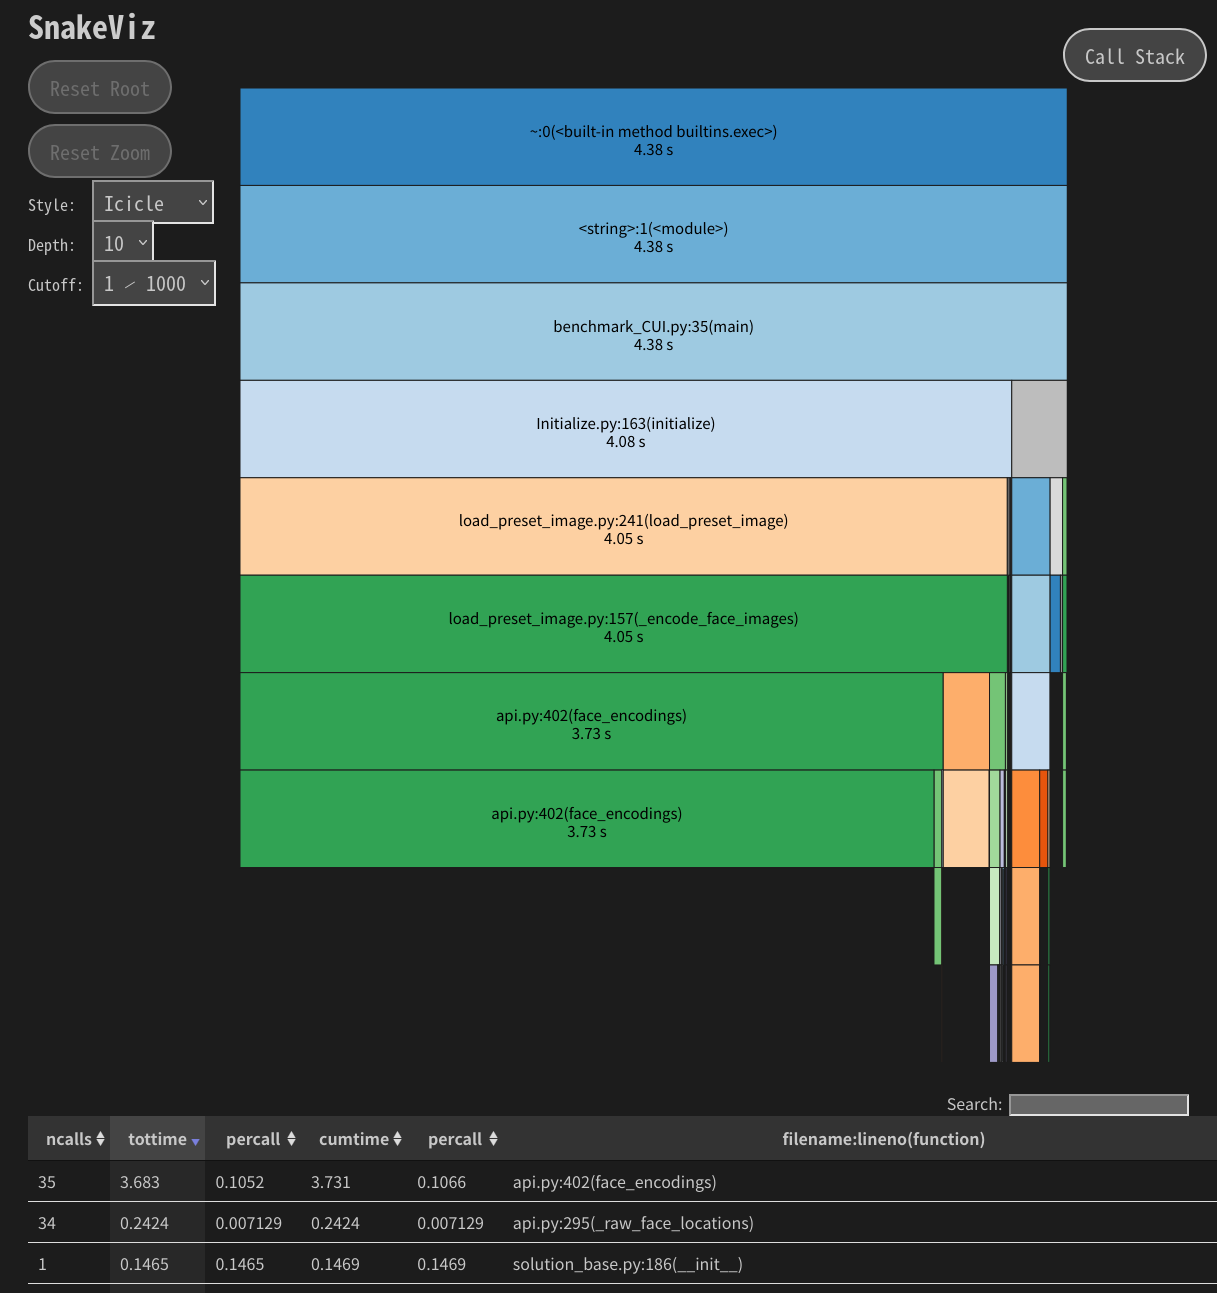 SnakeViz
Reset Root
Call Stack
Reset Zoom
Style: Icicle
Depth: 10
Cutoff: 1 ⁄ 1000
~:0(<built-in method builtins.exec>)
4.38 s
<string>:1(<module>)
4.38 s
benchmark_CUI.py:35(main)
4.38 s
Initialize.py:163(initialize)
4.08 s
load_preset_image.py:241(load_preset_image)
4.05 s
load_preset_image.py:157(_encode_face_images)
4.05 s
api.py:402(face_encodings)
3.73 s
api.py:402(face_encodings)
3.73 s
Search:
ncalls tottime percall cumtime percall filename:lineno(function)
35 3.683 0.1052 3.731 0.1066 api.py:402(face_encodings)
34 0.2424 0.007129 0.2424 0.007129 api.py:295(_raw_face_locations)
1 0.1465 0.1465 0.1469 0.1469 solution_base.py:186(__init__)